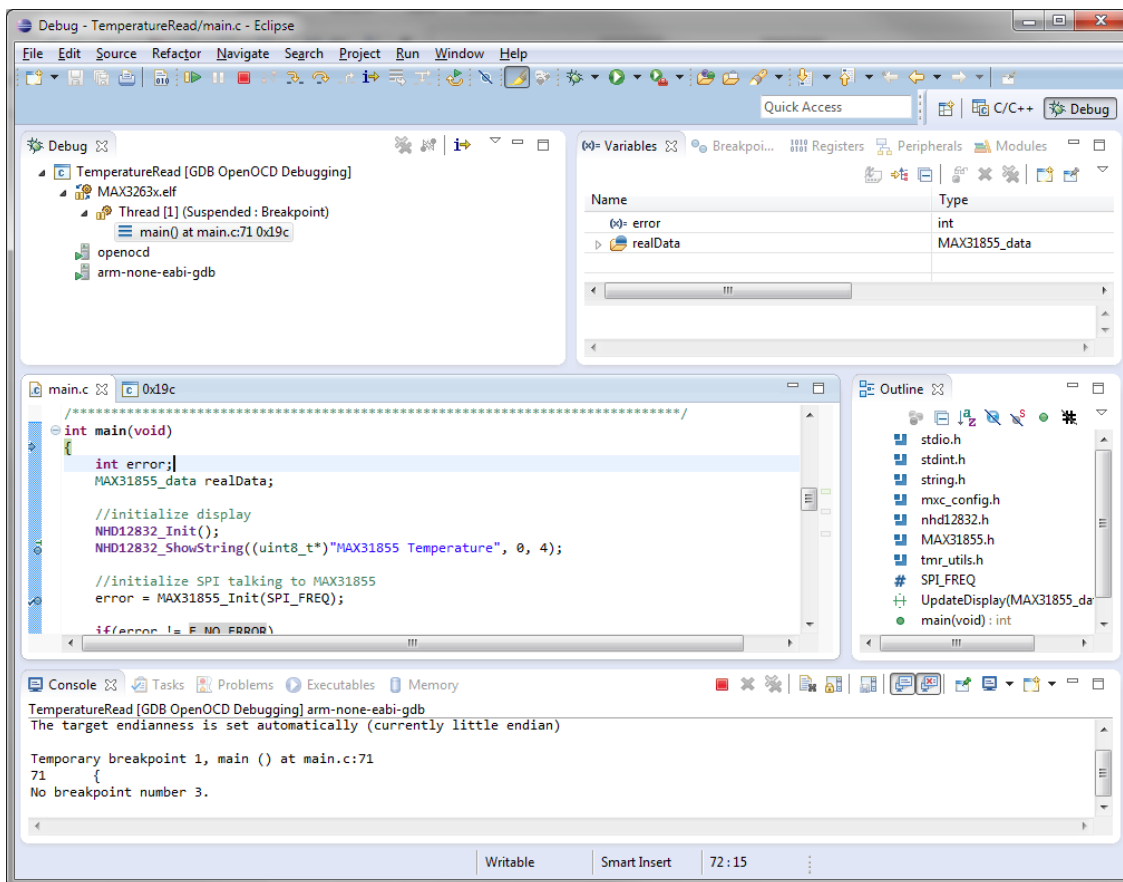 Debug - TemperatureRead/main.c - Eclipse
File Edit Source Refactor Navigate Search Project Run Window Help
Quick Access C/C++ Debug
Debug
TemperatureRead [GDB OpenOCD Debugging]
MAX3263x.elf
Thread [1] (Suspended : Breakpoint)
main() at main.c:71 0x19c
openocd
arm-none-eabi-gdb
(x)= Variables Breakpoi... Registers Peripherals Modules
Name Type
(x)= error int
realData MAX31855_data
main.c 0x19c
/******************************************************************************/
int main(void)
{
int error;
MAX31855_data realData;
//initialize display
NHD12832_Init();
NHD12832_ShowString((uint8_t*)"MAX31855 Temperature", 0, 4);
//initialize SPI talking to MAX31855
error = MAX31855_Init(SPI_FREQ);
if(error != E_NO_ERROR)
Outline
stdio.h
stdint.h
string.h
mxc_config.h
nhd12832.h
MAX31855.h
tmr_utils.h
# SPI_FREQ
UpdateDisplay(MAX31855_da
main(void) : int
Console Tasks Problems Executables Memory
TemperatureRead [GDB OpenOCD Debugging] arm-none-eabi-gdb
The target endianness is set automatically (currently little endian)
Temporary breakpoint 1, main () at main.c:71
71 {
No breakpoint number 3.
Writable Smart Insert 72 : 15